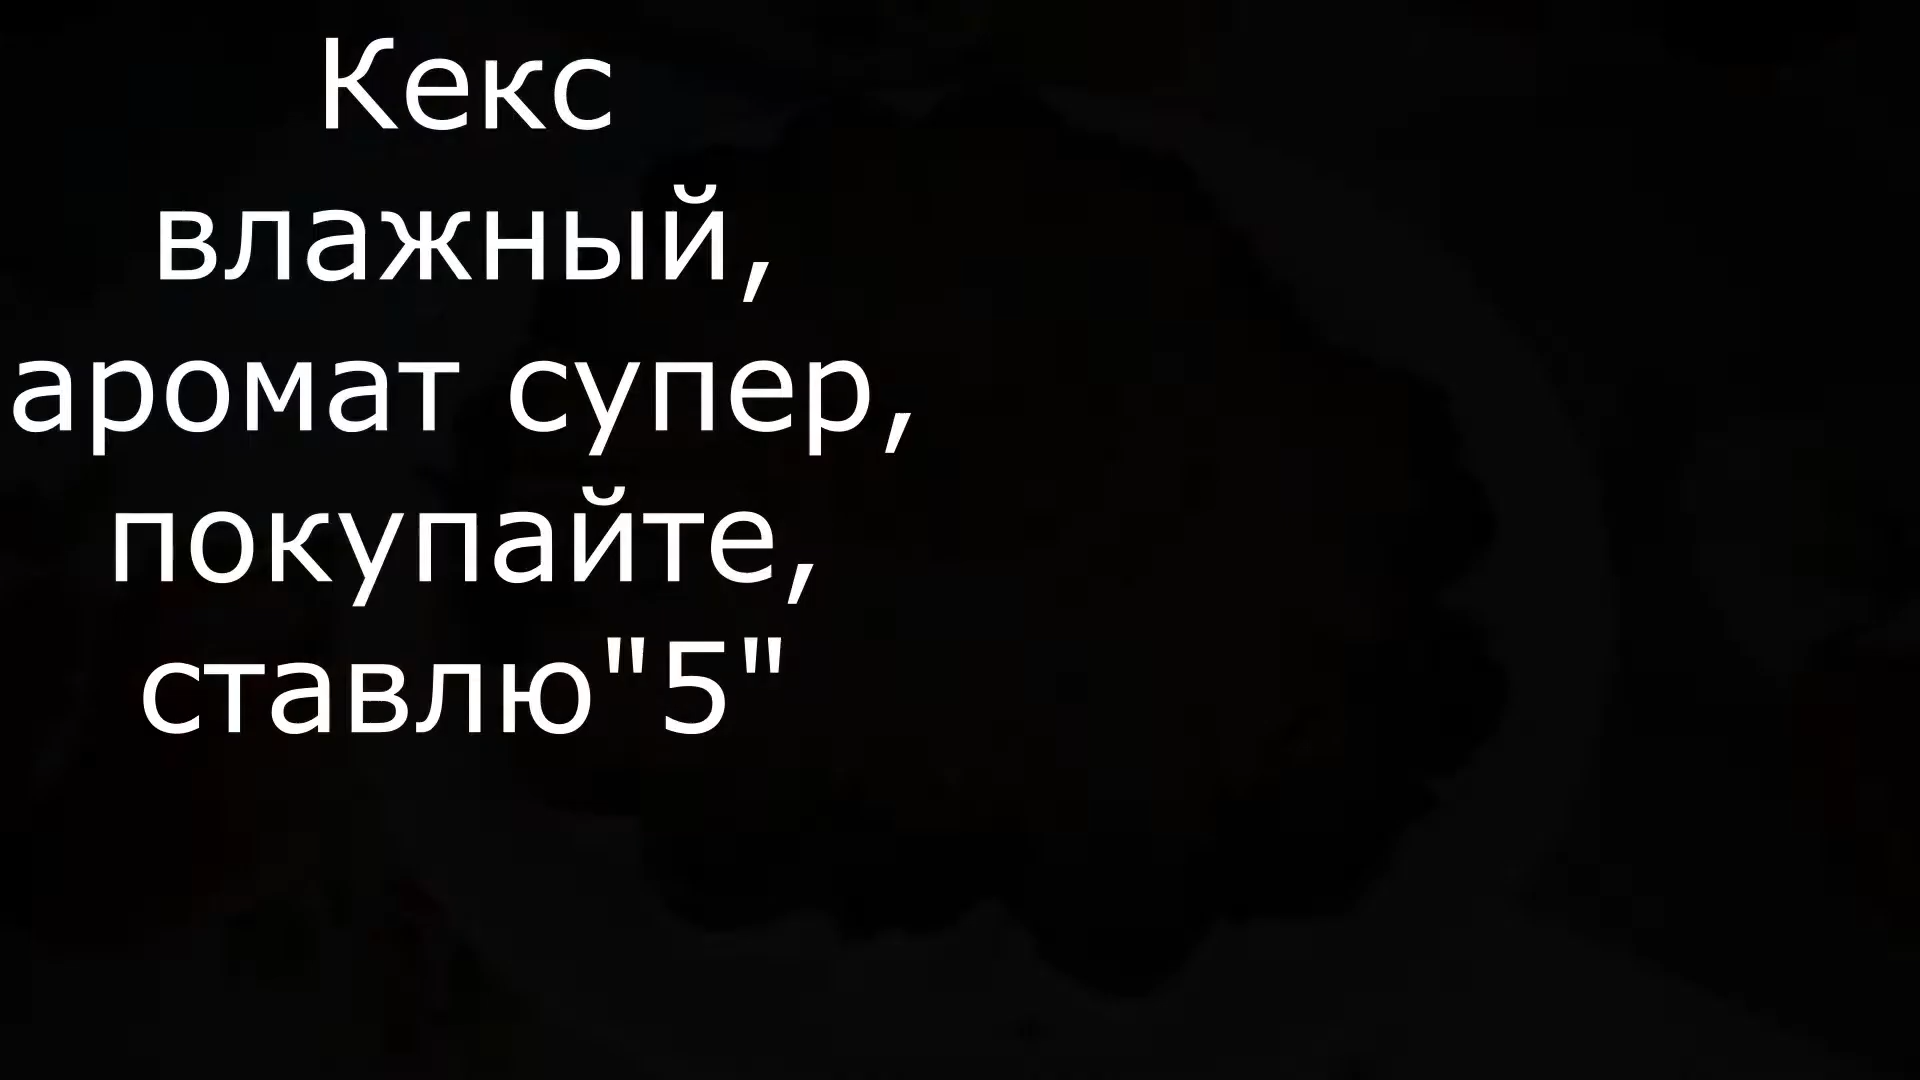 Кекс
влажный,
аромат супер,
покупайте,
ставлю"5"